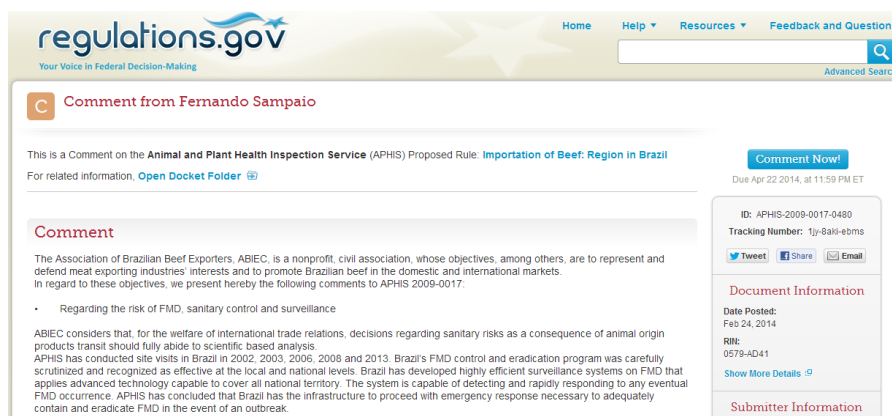 regulations.gov
Your Voice in Federal Decision-Making
Home Help Resources Feedback and Question
Advanced Searc
C Comment from Fernando Sampaio
This is a Comment on the Animal and Plant Health Inspection Service (APHIS) Proposed Rule: Importation of Beef: Region in Brazil
For related information, Open Docket Folder
Comment
The Association of Brazilian Beef Exporters, ABIEC, is a nonprofit, civil association, whose objectives, among others, are to represent and
defend meat exporting industries' interests and to promote Brazilian beef in the domestic and international markets.
In regard to these objectives, we present hereby the following comments to APHIS 2009-0017:
• Regarding the risk of FMD, sanitary control and surveillance
ABIEC considers that, for the welfare of international trade relations, decisions regarding sanitary risks as a consequence of animal origin
products transit should fully abide to scientific based analysis.
APHIS has conducted site visits in Brazil in 2002, 2003, 2006, 2008 and 2013. Brazil's FMD control and eradication program was carefully
scrutinized and recognized as effective at the local and national levels. Brazil has developed highly efficient surveillance systems on FMD that
applies advanced technology capable to cover all national territory. The system is capable of detecting and rapidly responding to any eventual
FMD occurrence. APHIS has concluded that Brazil has the infrastructure to proceed with emergency response necessary to adequately
contain and eradicate FMD in the event of an outbreak.
Comment Now!
Due Apr 22 2014, at 11:59 PM ET
ID: APHIS-2009-0017-0480
Tracking Number: 1jy-8aki-ebms
Tweet Share Email
Document Information
Date Posted:
Feb 24, 2014
RIN:
0579-AD41
Show More Details
Submitter Information